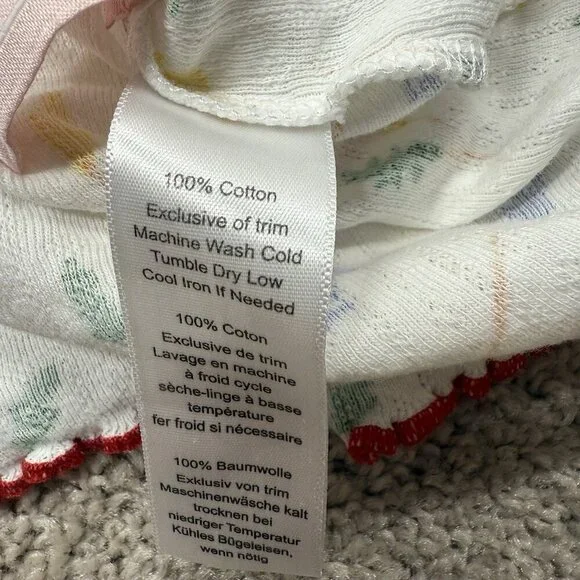 100% Cotton
Exclusive of trim
Machine Wash Cold
Tumble Dry Low
Cool Iron If Needed
100% Coton
Exclusive de trim
Lavage en machine
à froid cycle
sèche-linge à basse
température
fer froid si nécessaire
100% Baumwolle
Exklusiv von trim
Maschinenwäsche kalt
trocknen bei
niedriger Temperatur
Kühles Bügeleisen,
wenn nötig